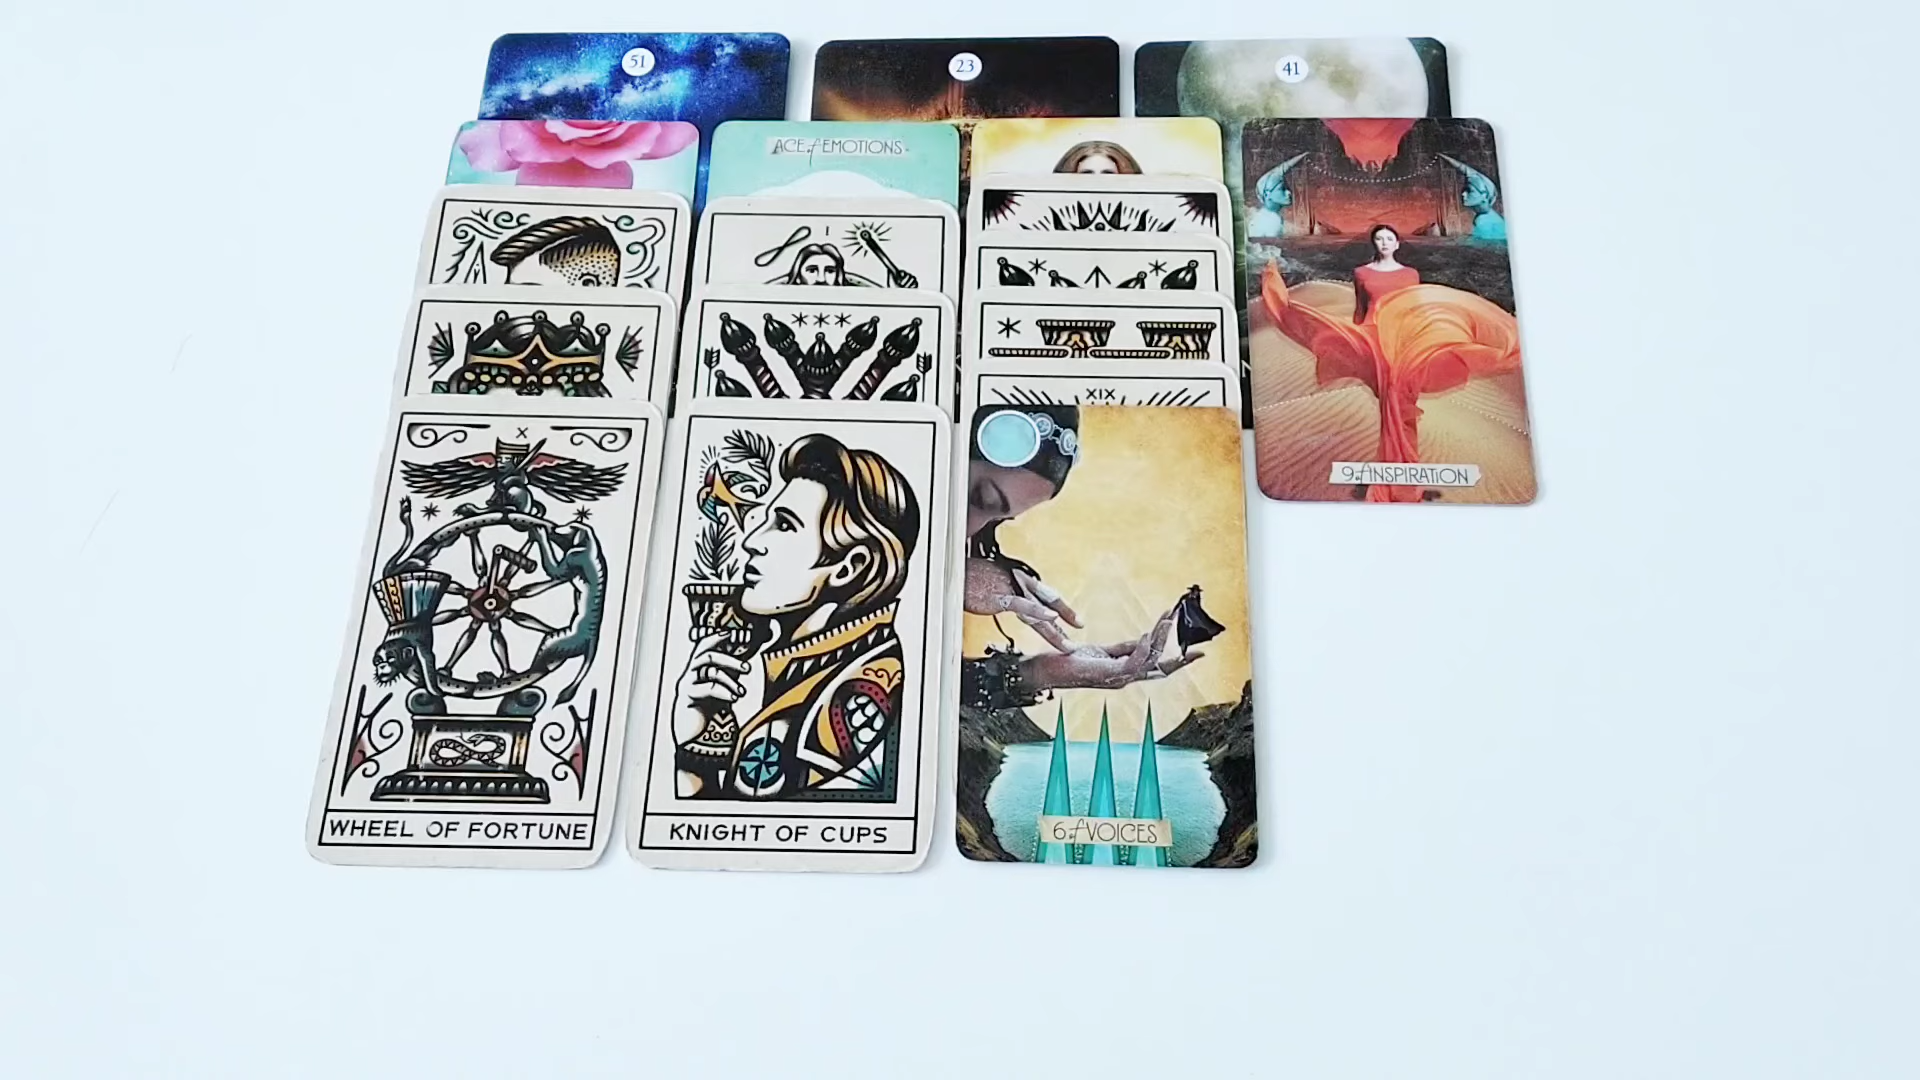 51
23
41
ACE of EMOTIONS
I
XIX
9 of INSPIRATION
X
WHEEL OF FORTUNE
KNIGHT OF CUPS
6 of VOICES